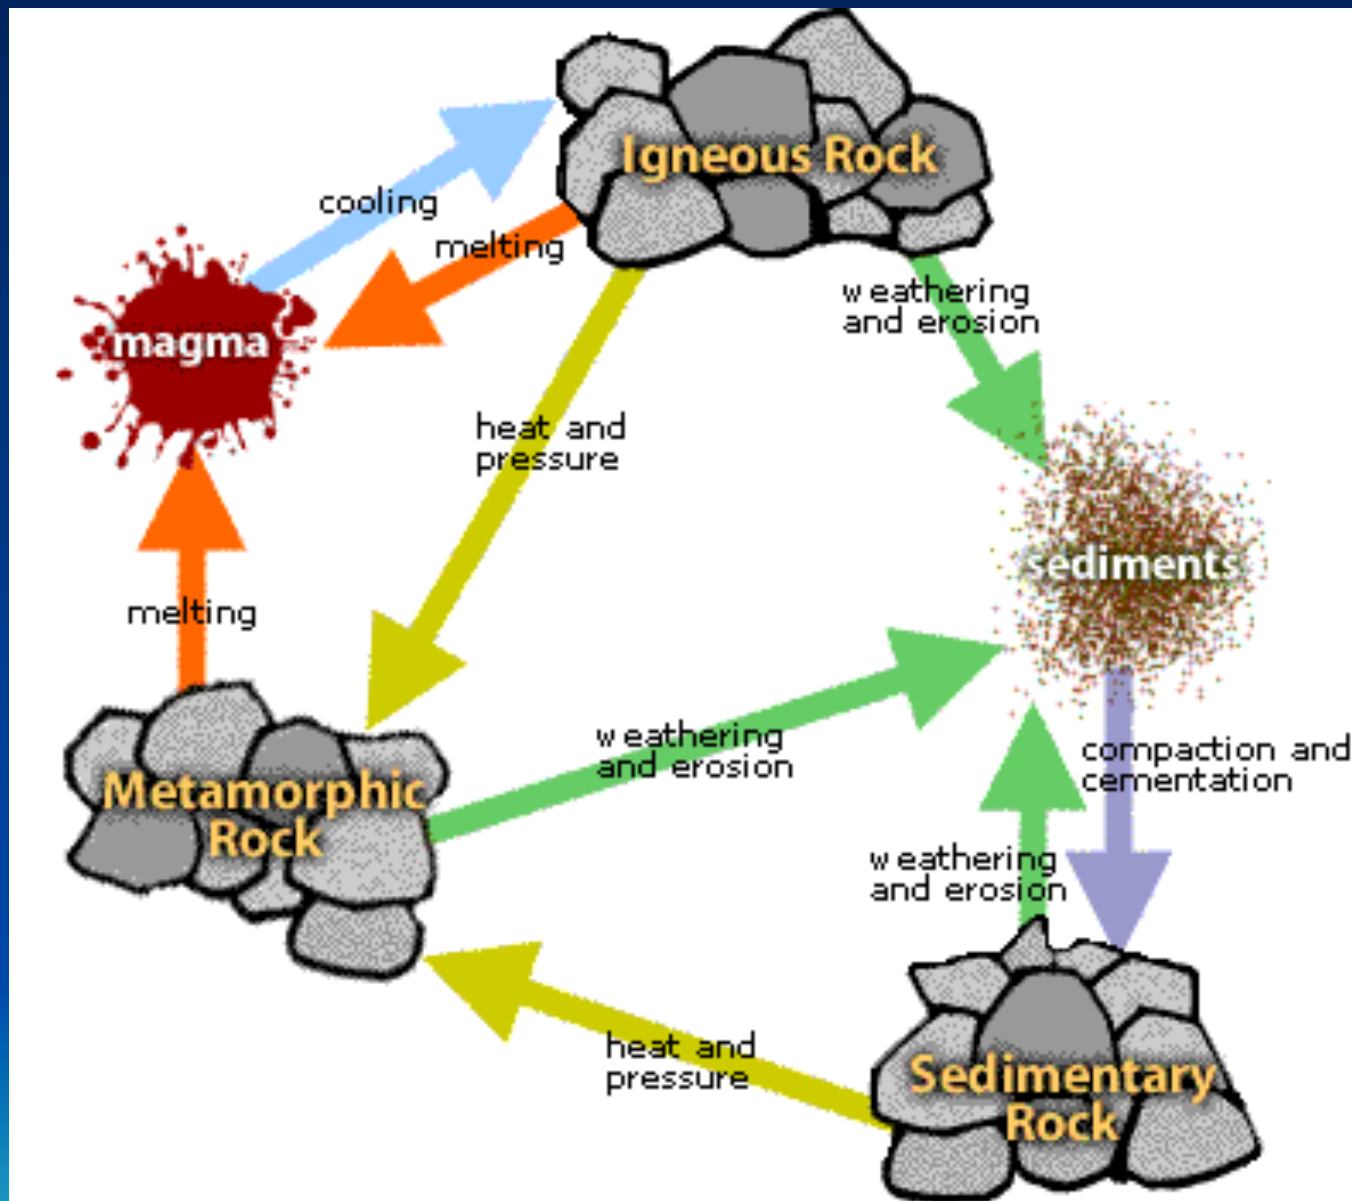 Igneous Rock
cooling
melting
weathering
and erosion
magma
heat and
pressure
sediments
melting
weathering
and erosion
compaction and
cementation
Metamorphic
Rock
weathering
and erosion
heat and
pressure
Sedimentary
Rock